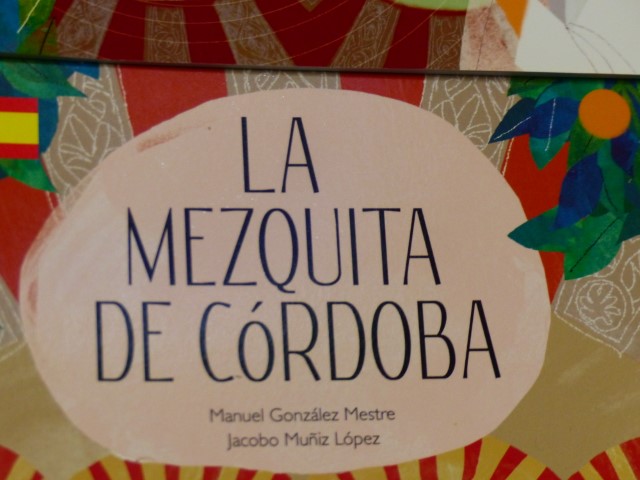 LA
MEZQUITA
DE CóRDOBA
Manuel González Mestre
Jacobo Muñiz López